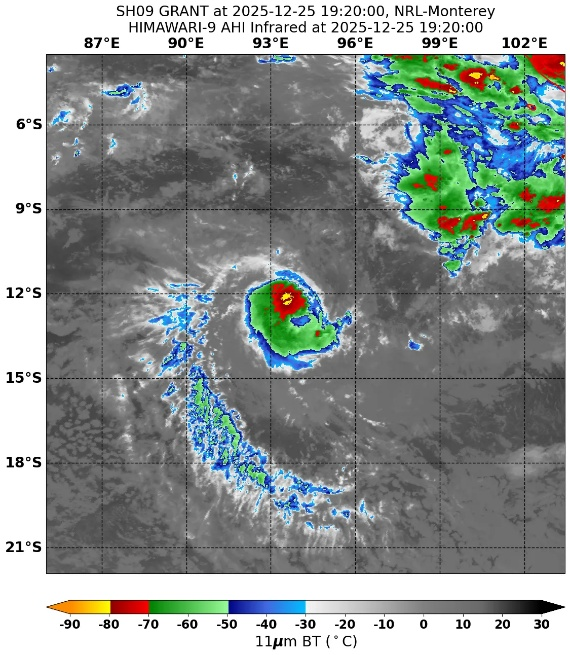 SH09 GRANT at 2025-12-25 19:20:00, NRL-Monterey
HIMAWARI-9 AHI Infrared at 2025-12-25 19:20:00
87°E 90°E 93°E 96°E 99°E 102°E
6°S
9°S
12°S
15°S
18°S
21°S
-90 -80 -70 -60 -50 -40 -30 -20 -10 0 10 20 30
11μm BT (°C)